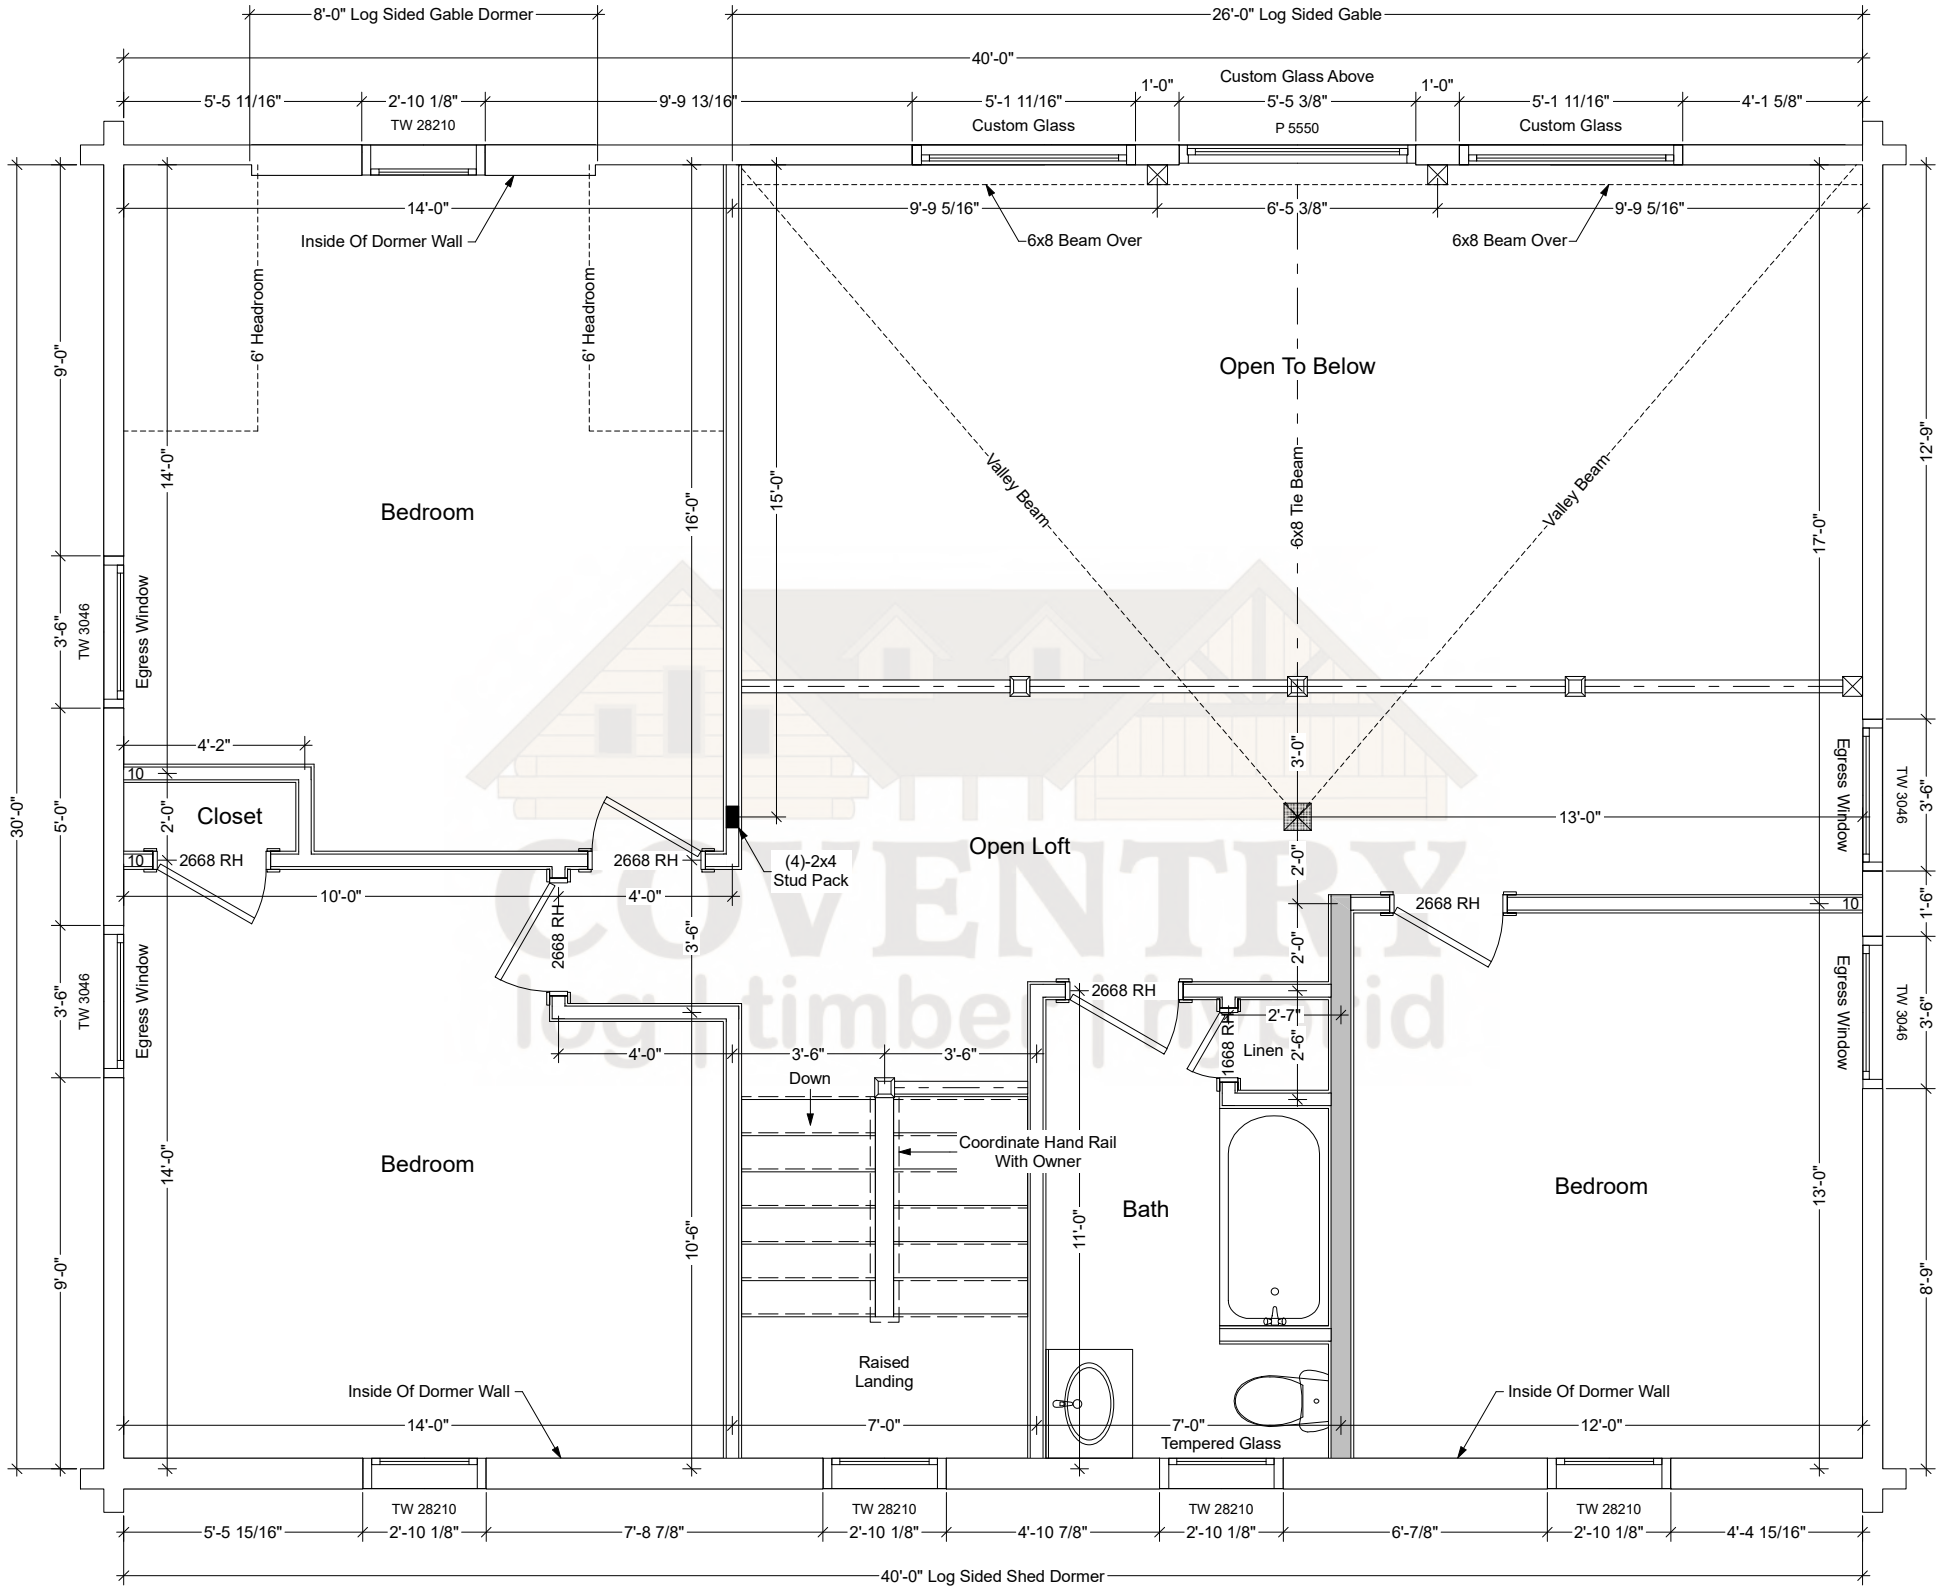 8'-0" Log Sided Gable Dormer
26'-0" Log Sided Gable
40'-0"
Custom Glass Above
5'-5 11/16"
2'-10 1/8"
9'-9 13/16"
5'-1 11/16"
1'-0"
5'-5 3/8"
1'-0"
5'-1 11/16"
4'-1 5/8"
TW 28210
Custom Glass
P 5550
Custom Glass
14'-0"
9'-9 5/16"
6'-5 3/8"
9'-9 5/16"
Inside Of Dormer Wall
6x8 Beam Over
6x8 Beam Over
6' Headroom
6' Headroom
9'-0"
Open To Below
12'-9"
14'-0"
Bedroom
16'-0"
15'-0"
Valley Beam
6x8 Tie Beam
Valley Beam
17'-0"
3'-6"
TW 3046
Egress Window
30'-0"
4'-2"
10
3'-0"
Egress Window
TW 3046
3'-6"
5'-0"
2'-0"
Closet
13'-0"
10
2668 RH
2668 RH
(4)-2x4
Stud Pack
Open Loft
2'-0"
COVENTRY
log | timber | hybrid
10'-0"
4'-0"
2668 RH
3'-6"
2668 RH
10
1'-6"
2'-0"
3'-6"
TW 3046
Egress Window
2668 RH
2'-7"
1668 RH
Linen
2'-6"
Egress Window
TW 3046
3'-6"
4'-0"
3'-6"
3'-6"
Down
Coordinate Hand Rail
With Owner
14'-0"
Bedroom
10'-6"
11'-0"
Bath
Bedroom
13'-0"
9'-0"
8'-9"
Raised
Landing
Inside Of Dormer Wall
Inside Of Dormer Wall
14'-0"
7'-0"
7'-0"
12'-0"
Tempered Glass
TW 28210
TW 28210
TW 28210
TW 28210
5'-5 15/16"
2'-10 1/8"
7'-8 7/8"
2'-10 1/8"
4'-10 7/8"
2'-10 1/8"
6'-7/8"
2'-10 1/8"
4'-4 15/16"
40'-0" Log Sided Shed Dormer